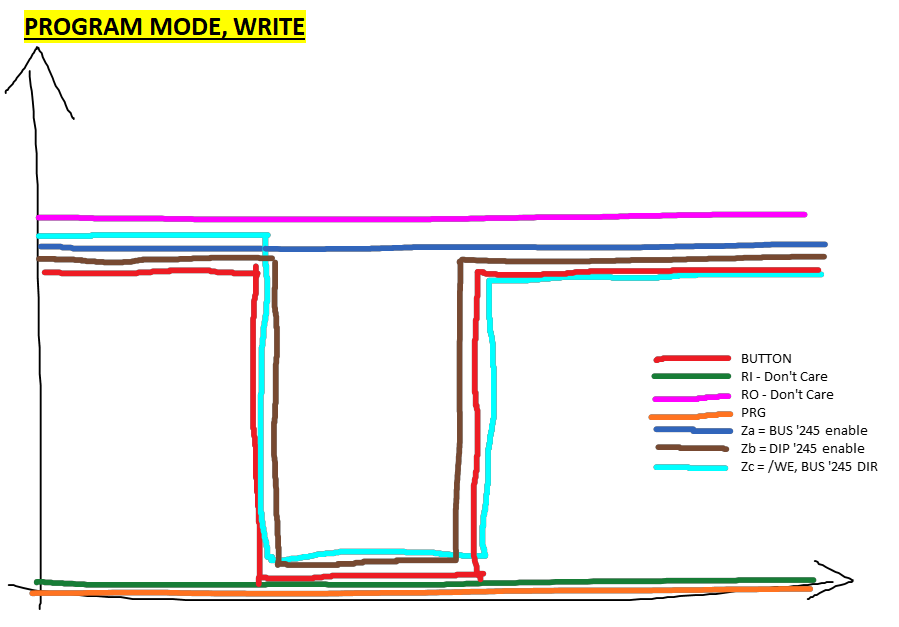 PROGRAM MODE, WRITE
BUTTON
RI - Don't Care
RO - Don't Care
PRG
Za = BUS '245 enable
Zb = DIP '245 enable
Zc = /WE, BUS '245 DIR